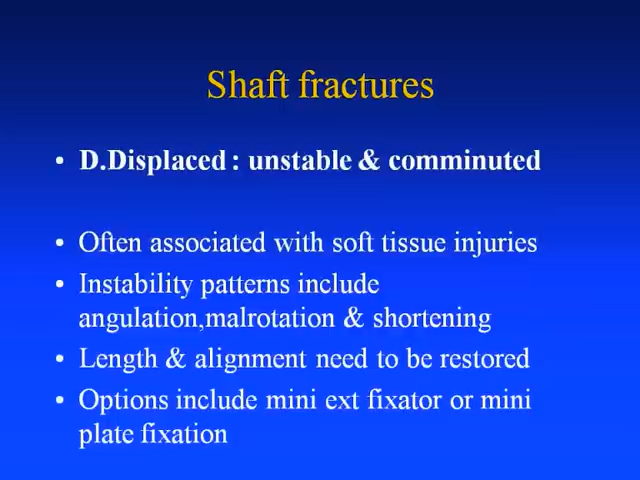 Shaft fractures
• D.Displaced : unstable & comminuted
• Often associated with soft tissue injuries
• Instability patterns include
angulation,malrotation & shortening
• Length & alignment need to be restored
• Options include mini ext fixator or mini
plate fixation